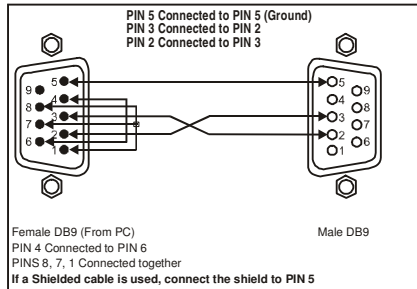 PIN 5 Connected to PIN 5 (Ground)
PIN 3 Connected to PIN 2
PIN 2 Connected to PIN 3
5
9
4
8
3
7
2
6
1
5
9
4
8
3
7
2
6
1
Female DB9 (From PC)
Male DB9
PIN 4 Connected to PIN 6
PINS 8, 7, 1 Connected together
If a Shielded cable is used, connect the shield to PIN 5